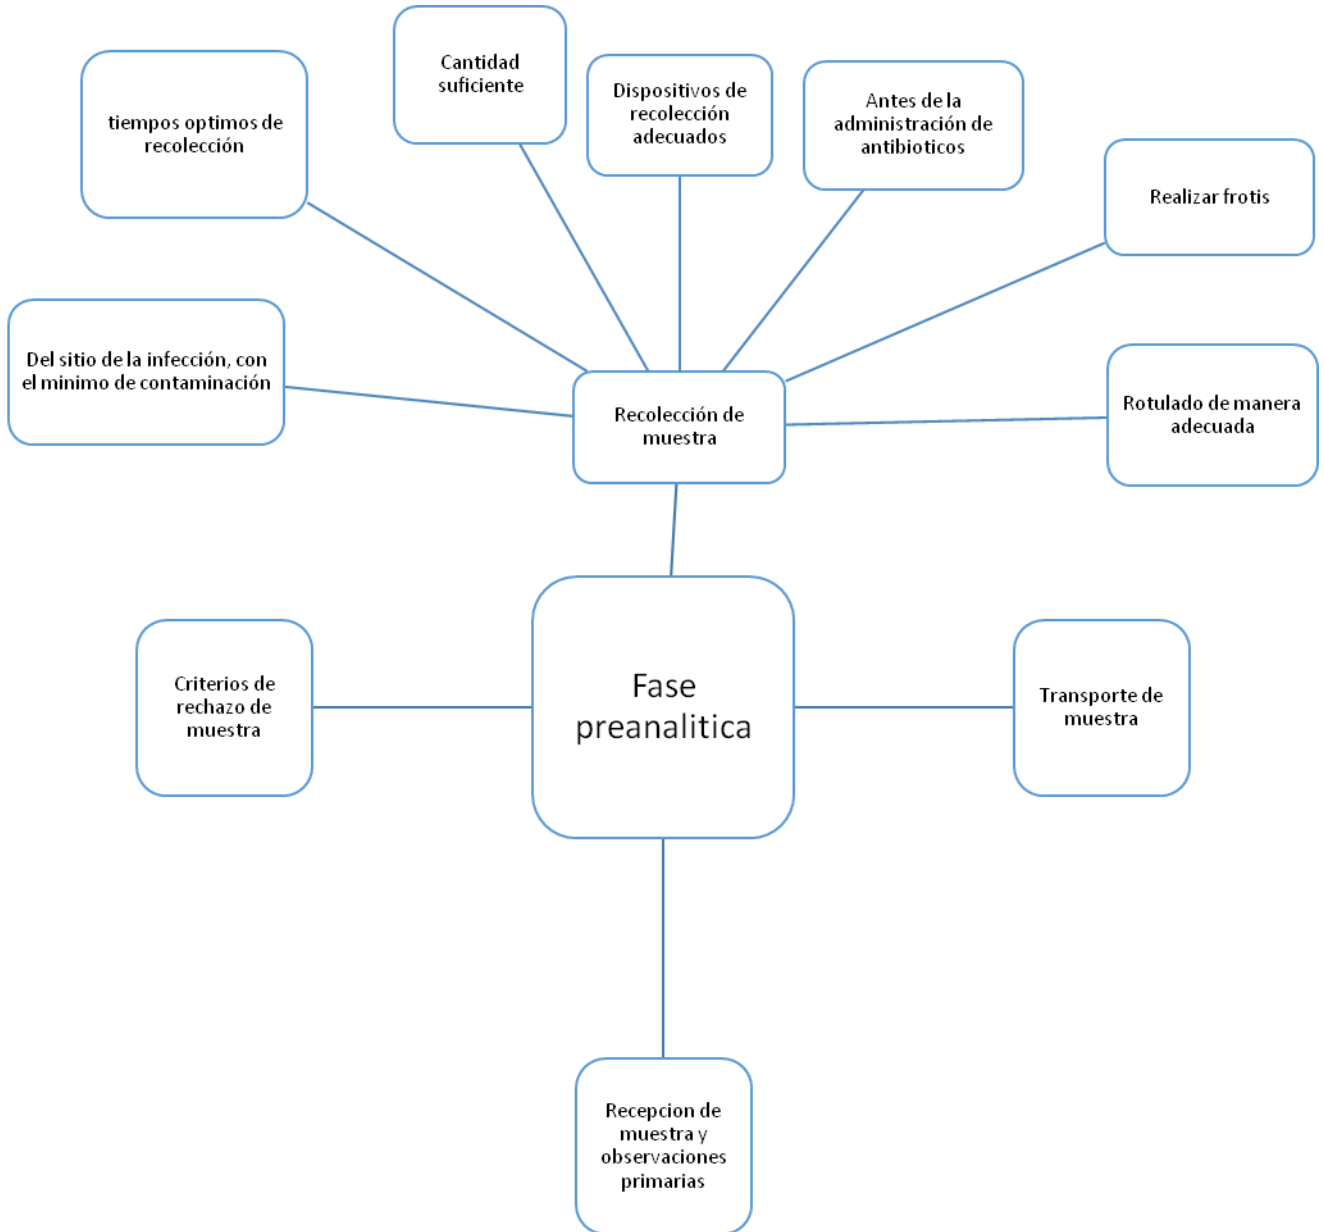 Cantidad
suficiente
tiempos optimos de
recolección
Dispositivos de
recolección
adecuados
Antes de la
administración de
antibioticos
Realizar frotis
Del sitio de la infección, con
el minimo de contaminación
Recolección de
muestra
Rotulado de manera
adecuada
Criterios de
rechazo de
muestra
Fase
preanalitica
Transporte de
muestra
Recepcion de
muestra y
observaciones
primarias